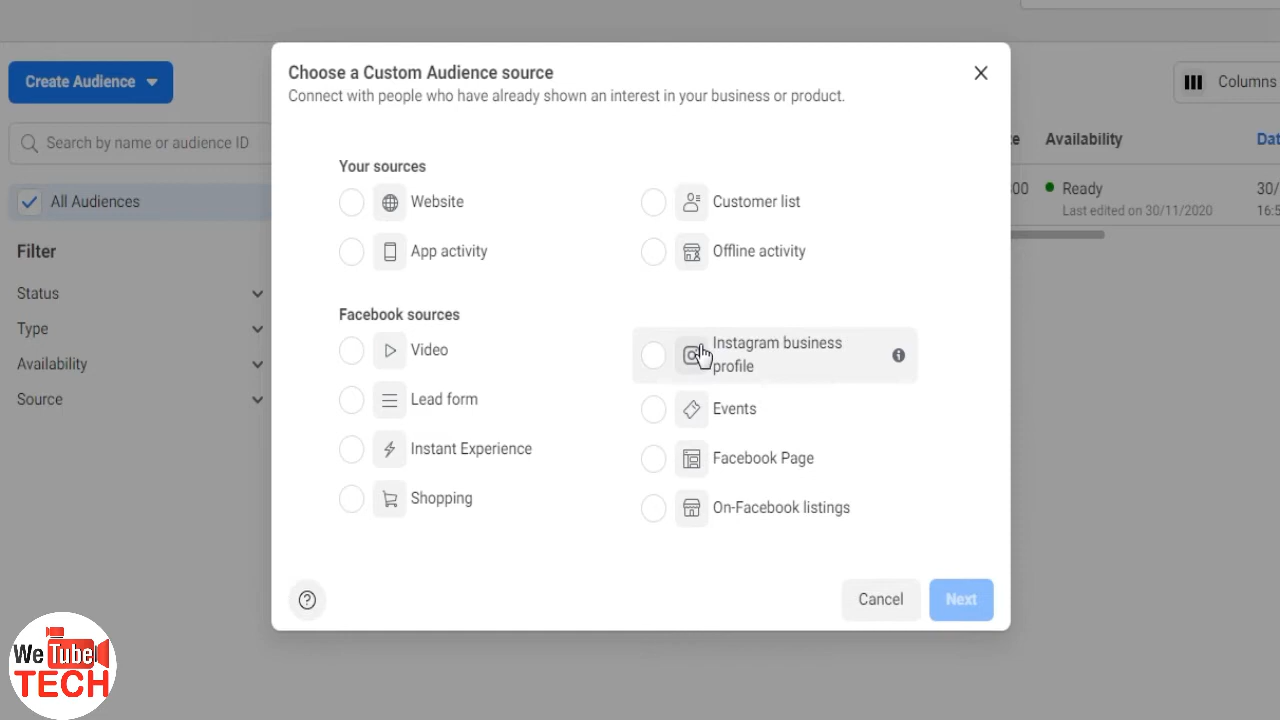 Create Audience
Search by name or audience ID
All Audiences
Filter
Status
Type
Availability
Source
Choose a Custom Audience source
Connect with people who have already shown an interest in your business or product.
Your sources
Website
Customer list
App activity
Offline activity
Facebook sources
Video
Instagram business
profile
Lead form
Events
Instant Experience
Facebook Page
Shopping
On-Facebook listings
Cancel
Next
Columns
Availability
Ready
Last edited on 30/11/2020
30/
16:5
We Tube
TECH